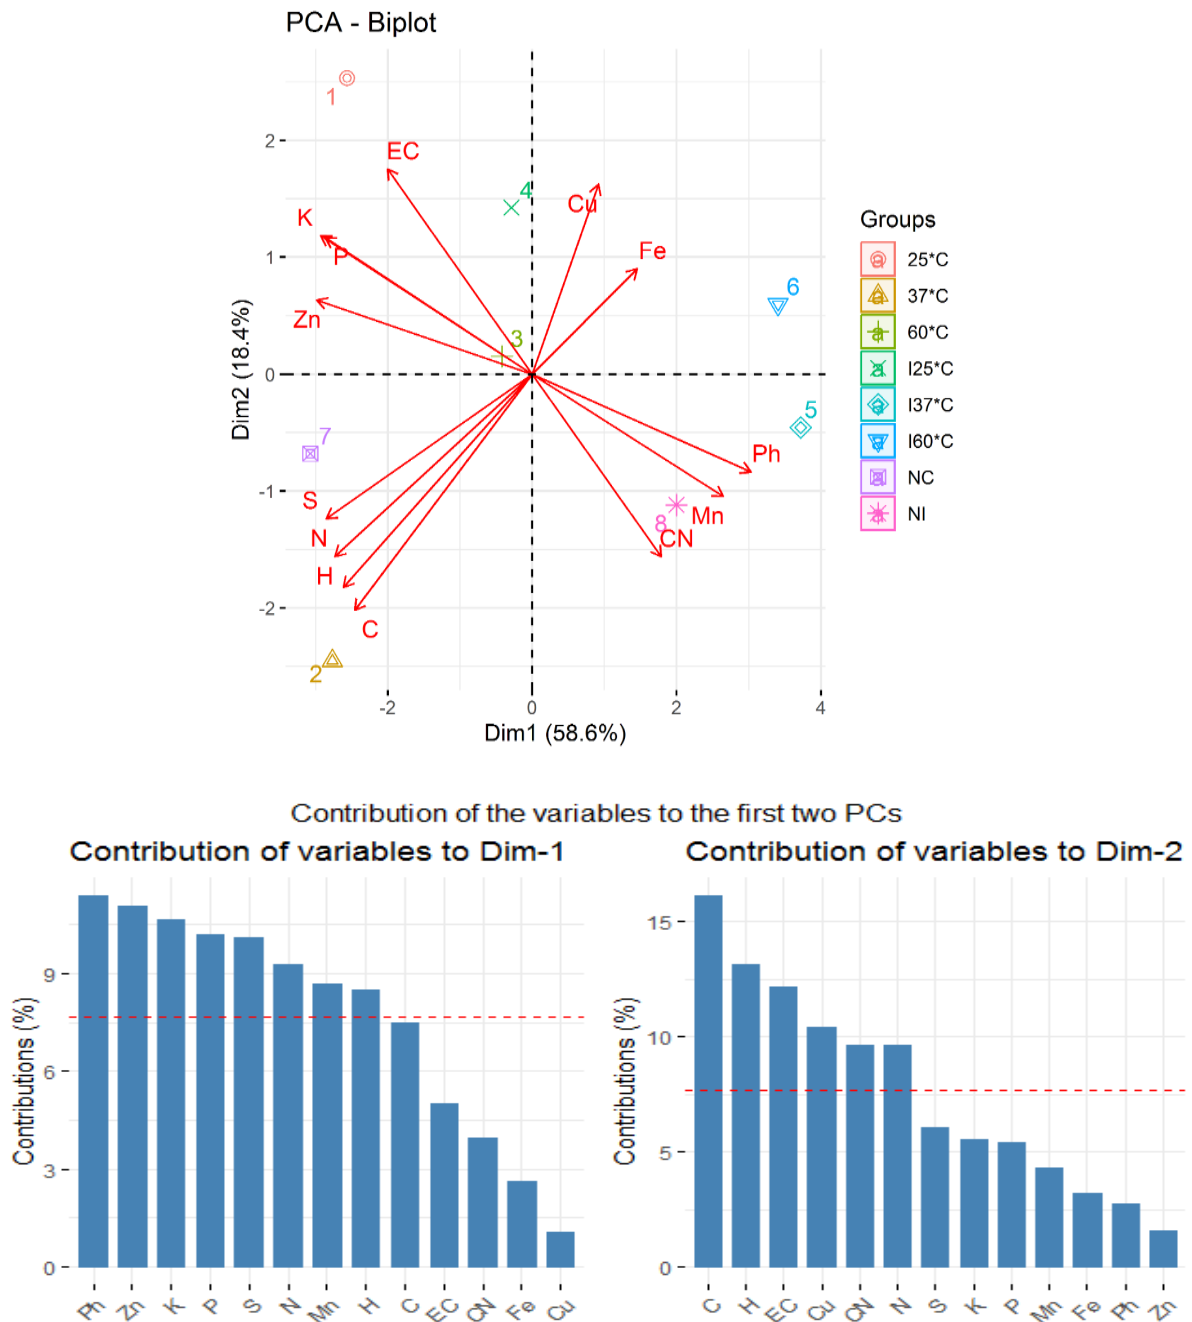 PCA - Biplot
1
EC
2
4
Cu
K
P
Fe
1
Zn
6
3
0
5
7
Ph
-1
S
8
Mn
N
CN
H
-2
C
2
-2
0
2
4
Dim1 (58.6%)
Dim2 (18.4%)
Groups
a 25*C
a 37*C
a 60*C
a I25*C
a I37*C
a I60*C
a NC
a NI
Contribution of the variables to the first two PCs
Contribution of variables to Dim-1
Contributions (%)
9
6
3
0
Ph Zn K P S N Mn H C EC CN Fe Cu
Contribution of variables to Dim-2
Contributions (%)
15
10
5
0
C H EC Cu CN N S K P Mn Fe Ph Zn